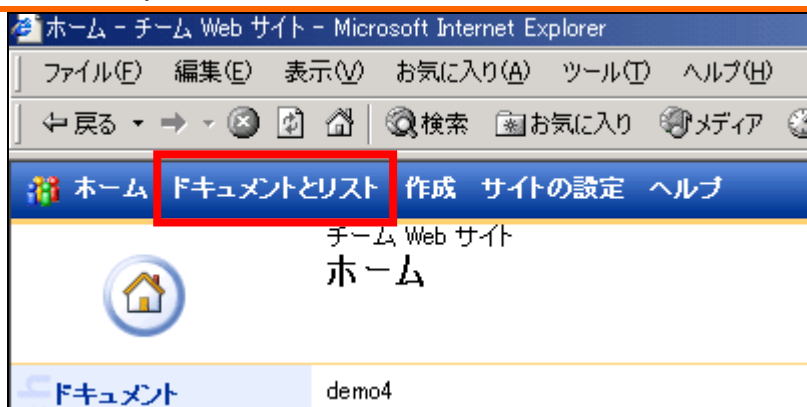 ホーム - チーム Web サイト - Microsoft Internet Explorer
ファイル(F) 編集(E) 表示(V) お気に入り(A) ツール(T) ヘルプ(H)
戻る 検索 お気に入り メディア
ホーム ドキュメントとリスト 作成 サイトの設定 ヘルプ
チーム Web サイト
ホーム
ドキュメント demo4